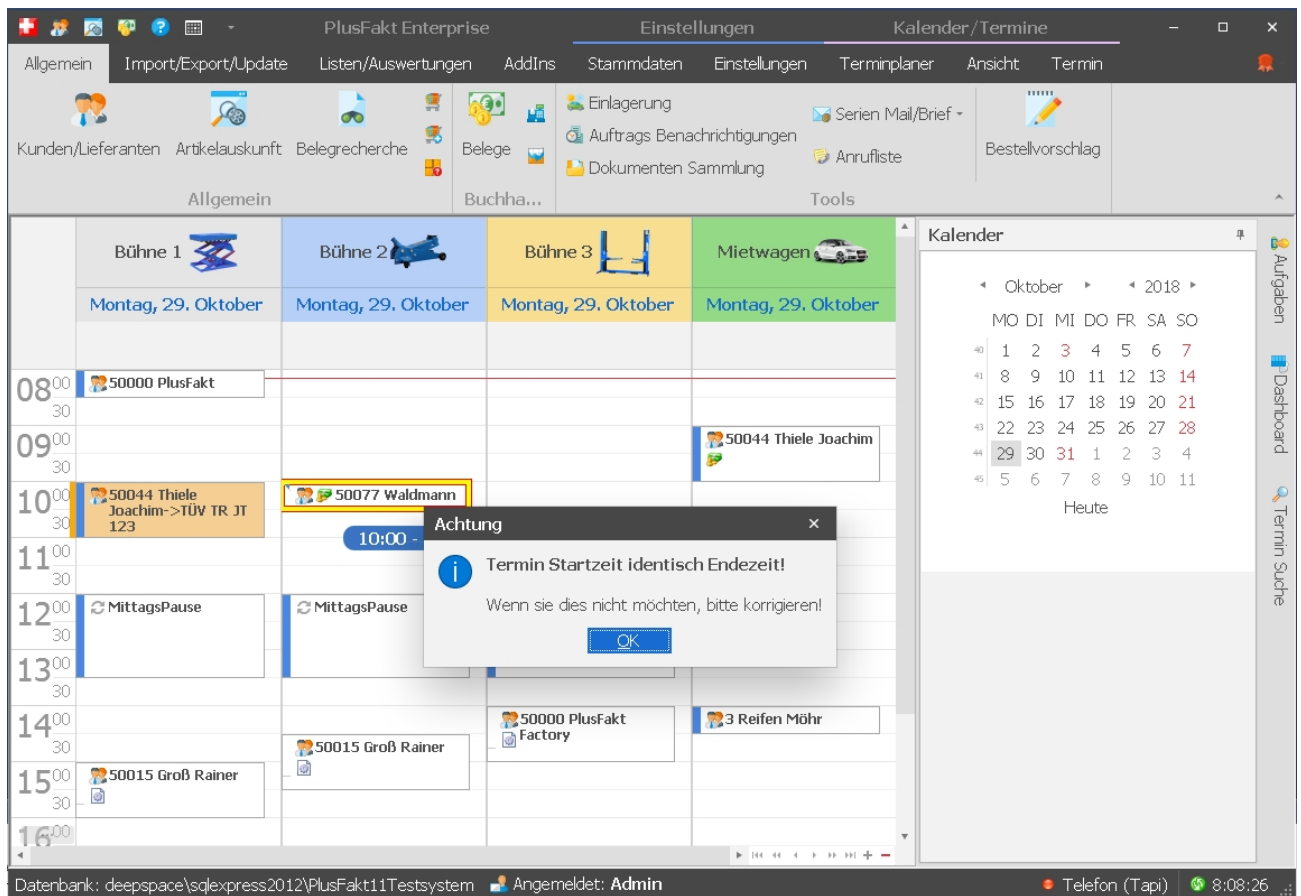 PlusFakt Enterprise Einstellungen Kalender/Termine
Allgemein Import/Export/Update Listen/Auswertungen AddIns Stammdaten Einstellungen Terminplaner Ansicht Termin
Kunden/Lieferanten Artikelauskunft Belegrecherche
Allgemein
Belege
Buchha...
Einlagerung
Auftrags Benachrichtigungen
Dokumenten Sammlung
Serien Mail/Brief
Anrufliste
Tools
Bestellvorschlag
Bühne 1 Bühne 2 Bühne 3 Mietwagen
Montag, 29. Oktober Montag, 29. Oktober Montag, 29. Oktober Montag, 29. Oktober
08 00
50000 PlusFakt
30
09 00
50044 Thiele Joachim
30
10 00
50044 Thiele
Joachim->TÜV TR JT
123
50077 Waldmann
30
10:00 -
11 00
30
12 00
MittagsPause MittagsPause
30
13 00
30
14 00
50000 PlusFakt
Factory
3 Reifen Möhr
30
50015 Groß Rainer
15 00
50015 Groß Rainer
30
16 00
Achtung
Termin Startzeit identisch Endezeit!
Wenn sie dies nicht möchten, bitte korrigieren!
OK
Kalender
Oktober 2018
MO DI MI DO FR SA SO
40 1 2 3 4 5 6 7
41 8 9 10 11 12 13 14
42 15 16 17 18 19 20 21
43 22 23 24 25 26 27 28
44 29 30 31 1 2 3 4
45 5 6 7 8 9 10 11
Heute
Aufgaben
Dashboard
Termin Suche
Datenbank: deepspace\sqlexpress2012\PlusFakt11Testsystem Angemeldet: Admin Telefon (Tapi) 8:08:26